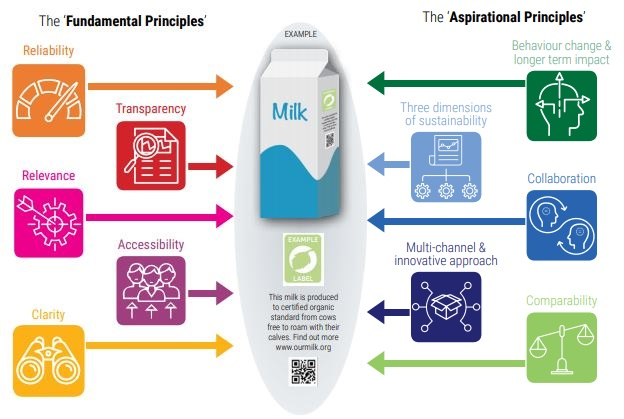 The 'Fundamental Principles'
Reliability
Transparency
Relevance
Accessibility
Clarity
EXAMPLE
Milk
EXAMPLE
LABEL
This milk is produced
to certified organic
standard from cows
free to roam with their
calves. Find out more
www.ourmilk.org
The 'Aspirational Principles'
Behaviour change &
longer term impact
Three dimensions
of sustainability
Collaboration
Multi-channel &
innovative approach
Comparability